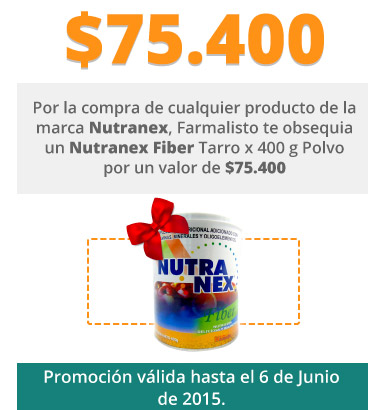 $75.400
Por la compra de cualquier producto de la
marca Nutranex, Farmalisto te obsequia
un Nutranex Fiber Tarro x 400 g Polvo
por un valor de $75.400
NUTRA
NEX
Fiber
Promoción válida hasta el 6 de Junio
de 2015.